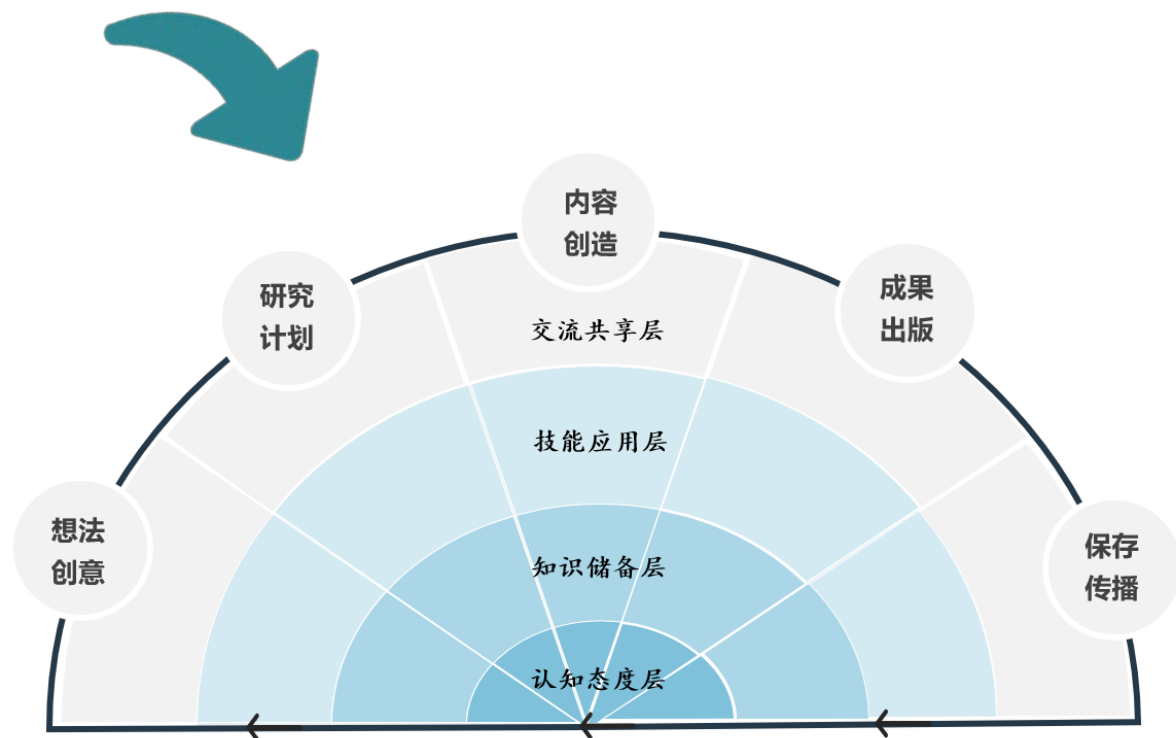 内容
创造
研究
计划
成果
出版
交流共享层
技能应用层
想法
创意
知识储备层
保存
传播
认知态度层